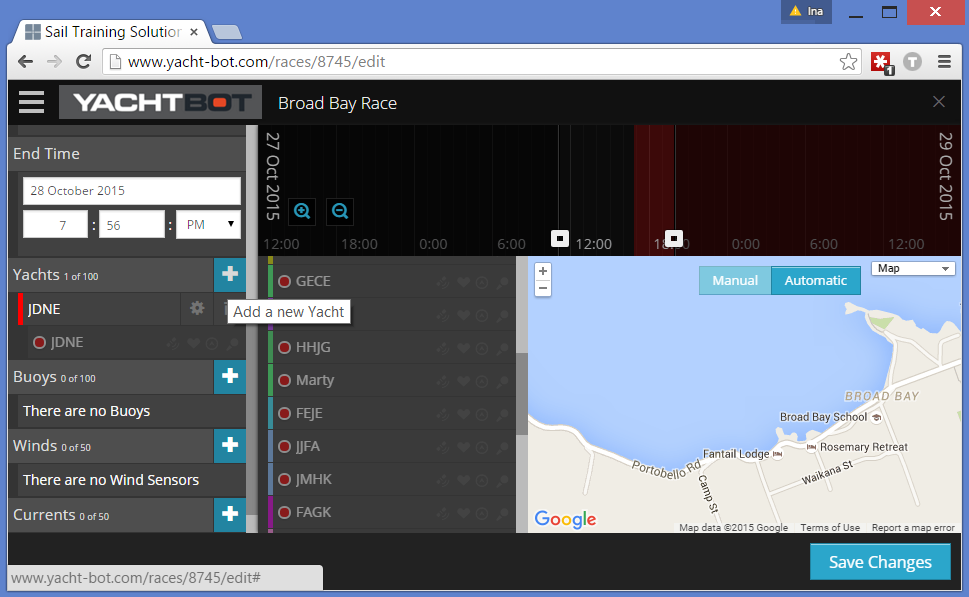 Ina
Sail Training Solution
www.yacht-bot.com/races/8745/edit
1
T
YACHTBOT
Broad Bay Race
End Time
28 October 2015
7 : 56 : PM
Yachts 1 of 100
JDNE
Add a new Yacht
JDNE
Buoys 0 of 100
There are no Buoys
Winds 0 of 50
There are no Wind Sensors
Currents 0 of 50
27 Oct 2015
29 Oct 2015
12:00 18:00 0:00 6:00 12:00 18:00 0:00 6:00 12:00
GECE
HHJG
Marty
FEJE
JJFA
JMHK
FAGK
+
−
Manual Automatic
Map
BROAD BAY
Broad Bay School
Rosemary Retreat
Fantail Lodge
Portobello Rd
Waikana St
Camp St
Google
Map data ©2015 Google Terms of Use Report a map error
Save Changes
www.yacht-bot.com/races/8745/edit#